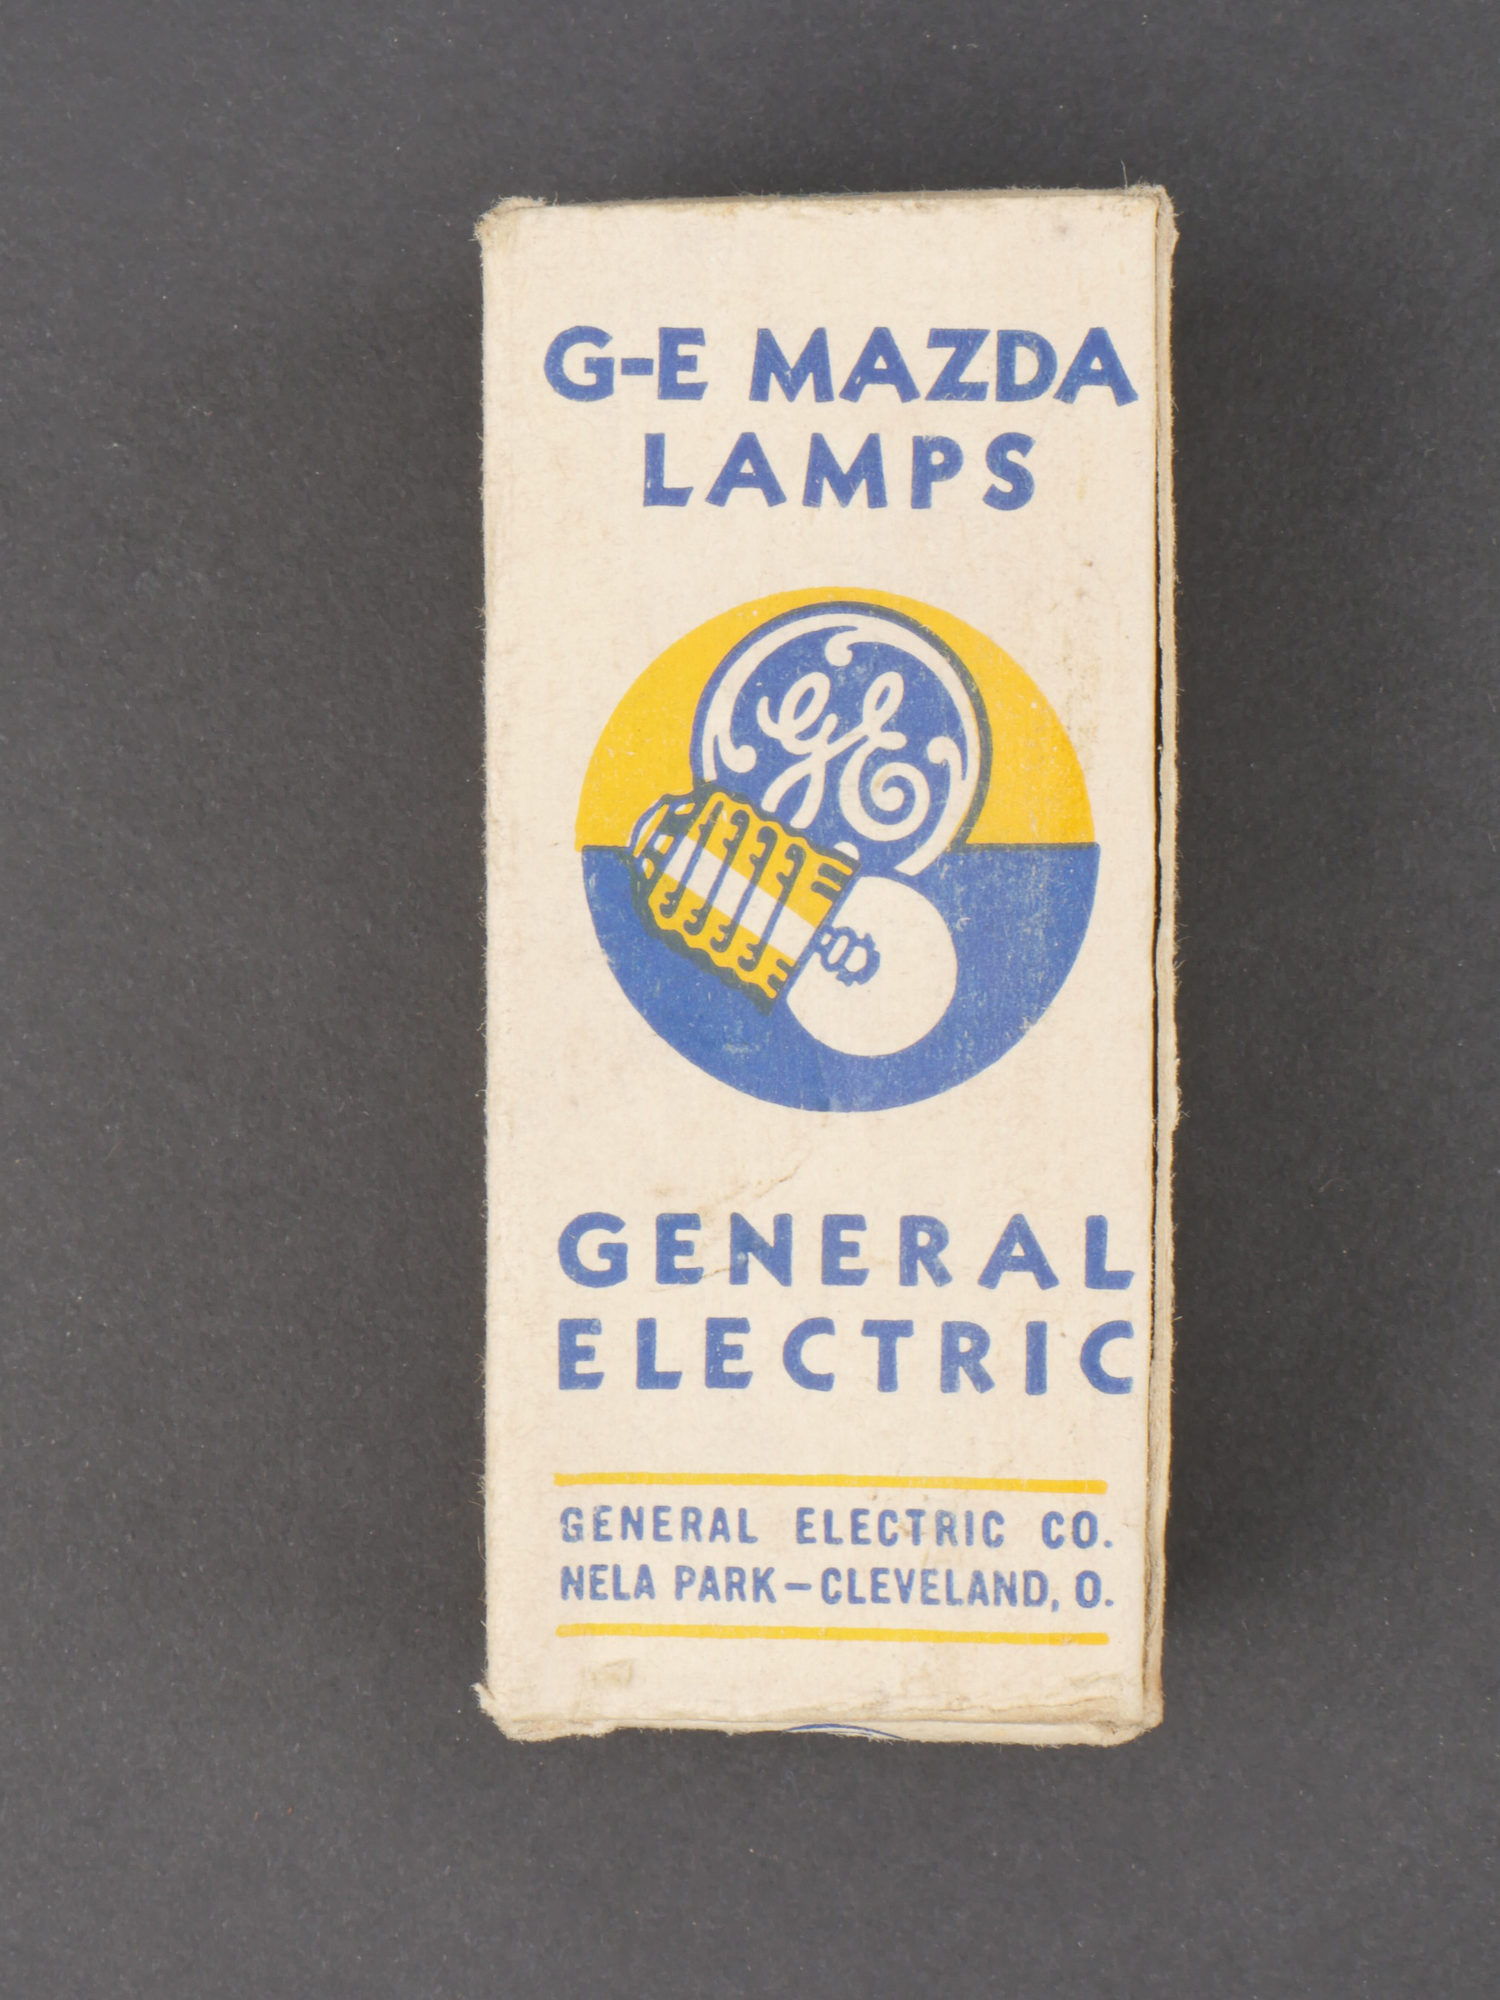 G-E MAZDA
LAMPS
GE
GENERAL
ELECTRIC
GENERAL ELECTRIC CO.
NELA PARK–CLEVELAND, O.